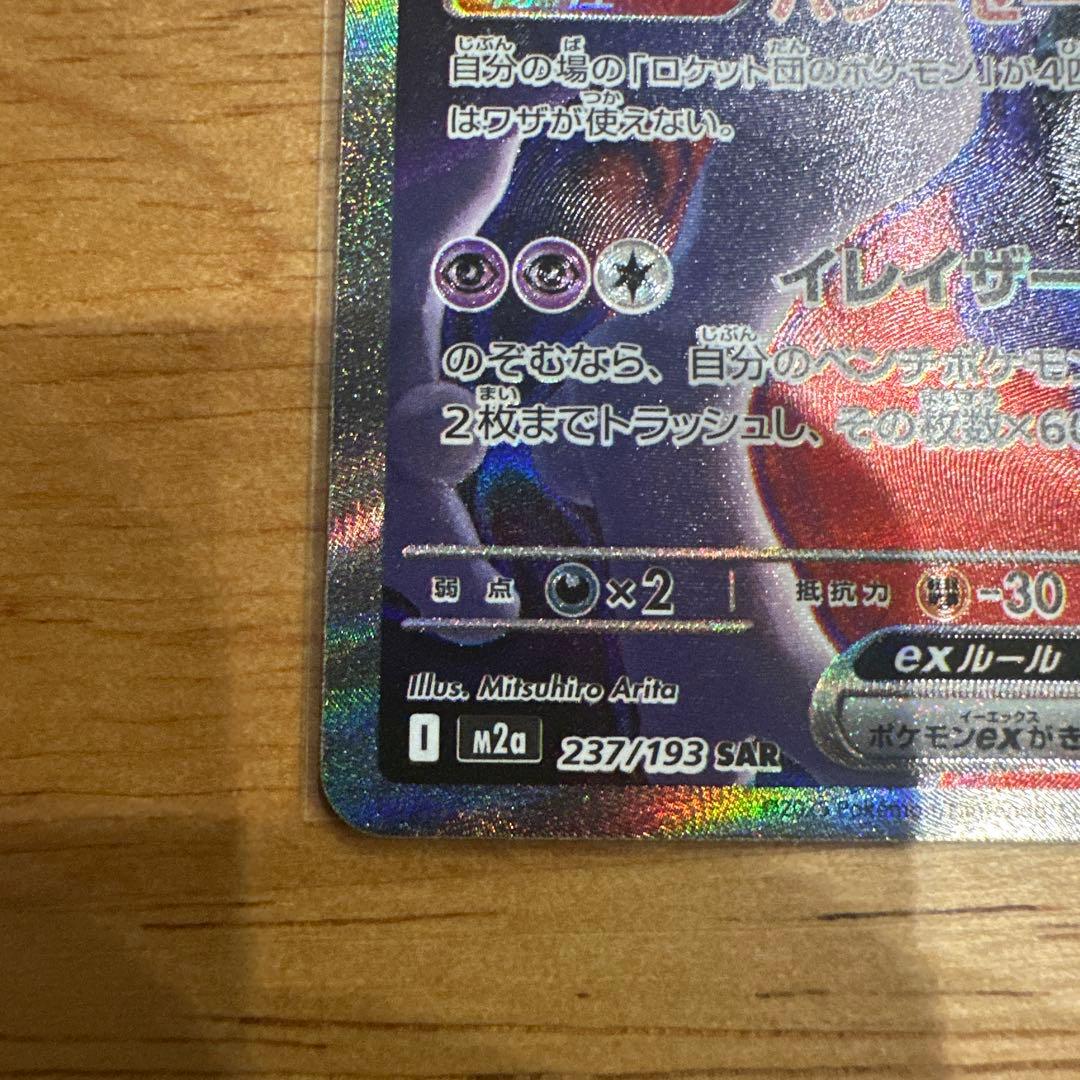 自分の場の「ロケット団のポケモン」が4匹
はワザが使えない。
イレイザー
のぞむなら、自分のベンチポケモン
2枚までトラッシュし、その枚数×60
弱点 ×2 抵抗力 -30
exルール
Illus. Mitsuhiro Arita
ポケモンexがき
I M2a 237/193 SAR